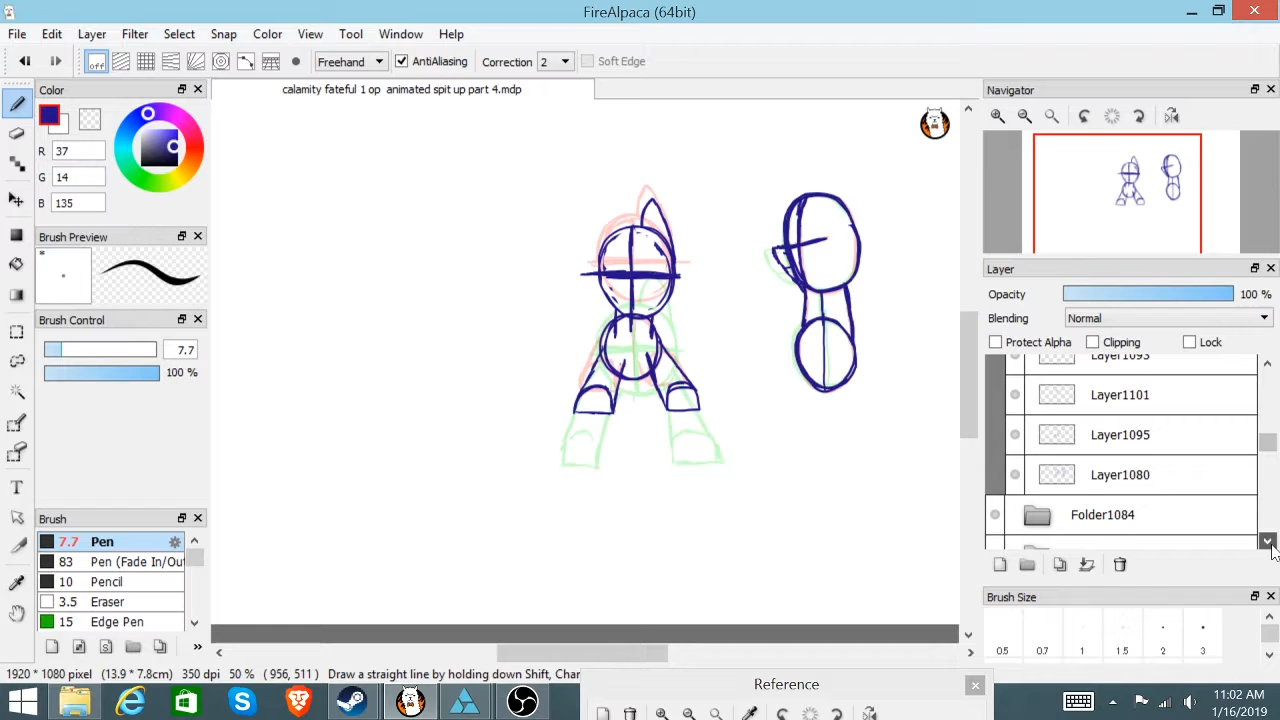 FireAlpaca (64bit)
File Edit Layer Filter Select Snap Color View Tool Window Help
off Freehand AntiAliasing Correction 2 Soft Edge
Color
calamity fateful 1 op animated spit up part 4.mdp
Navigator
R 37
G 14
B 135
Brush Preview
*
Layer
Opacity 100 %
Blending Normal
Protect Alpha Clipping Lock
Brush Control
7.7
100 %
Layer1093
Layer1101
Layer1095
Layer1080
Folder1084
Brush
7.7 Pen
83 Pen (Fade In/Out
10 Pencil
3.5 Eraser
15 Edge Pen
Brush Size
0.5 0.7 1 1.5 2 3
1920 * 1080 pixel (13.9 * 7.8cm) 350 dpi 50 % ( 956, 511 ) Draw a straight line by holding down Shift, Chan
Reference
11:02 AM
1/16/2019